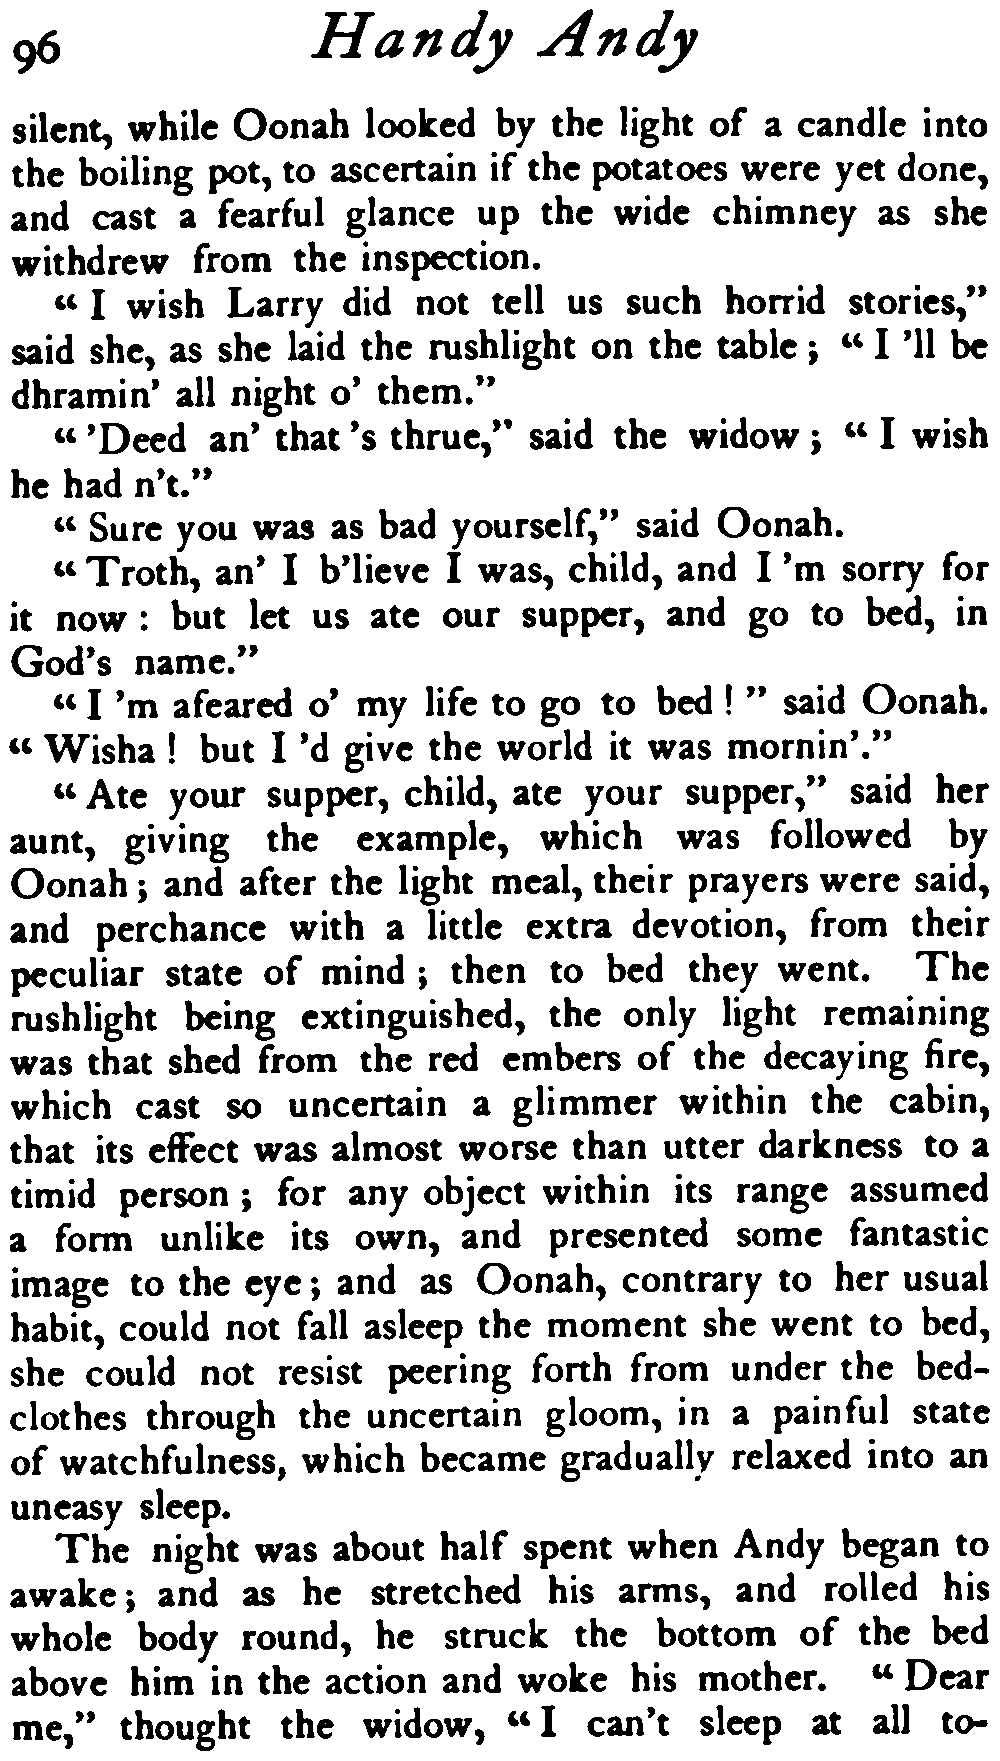 96 Handy Andy
silent, while Oonah looked by the light of a candle into
the boiling pot, to ascertain if the potatoes were yet done,
and cast a fearful glance up the wide chimney as she
withdrew from the inspection.
“ I wish Larry did not tell us such horrid stories,”
said she, as she laid the rushlight on the table ; “ I ’ll be
dhramin’ all night o’ them.”
“ ’Deed an’ that ’s thrue,” said the widow ; “ I wish
he had n’t.”
“ Sure you was as bad yourself,” said Oonah.
“ Troth, an’ I b’lieve I was, child, and I ’m sorry for
it now : but let us ate our supper, and go to bed, in
God’s name.”
“ I ’m afeared o’ my life to go to bed ! ” said Oonah.
“ Wisha ! but I ’d give the world it was mornin’.”
“ Ate your supper, child, ate your supper,” said her
aunt, giving the example, which was followed by
Oonah ; and after the light meal, their prayers were said,
and perchance with a little extra devotion, from their
peculiar state of mind ; then to bed they went. The
rushlight being extinguished, the only light remaining
was that shed from the red embers of the decaying fire,
which cast so uncertain a glimmer within the cabin,
that its effect was almost worse than utter darkness to a
timid person ; for any object within its range assumed
a form unlike its own, and presented some fantastic
image to the eye ; and as Oonah, contrary to her usual
habit, could not fall asleep the moment she went to bed,
she could not resist peering forth from under the bed-
clothes through the uncertain gloom, in a painful state
of watchfulness, which became gradually relaxed into an
uneasy sleep.
The night was about half spent when Andy began to
awake ; and as he stretched his arms, and rolled his
whole body round, he struck the bottom of the bed
above him in the action and woke his mother. “ Dear
me,” thought the widow, “ I can’t sleep at all to-